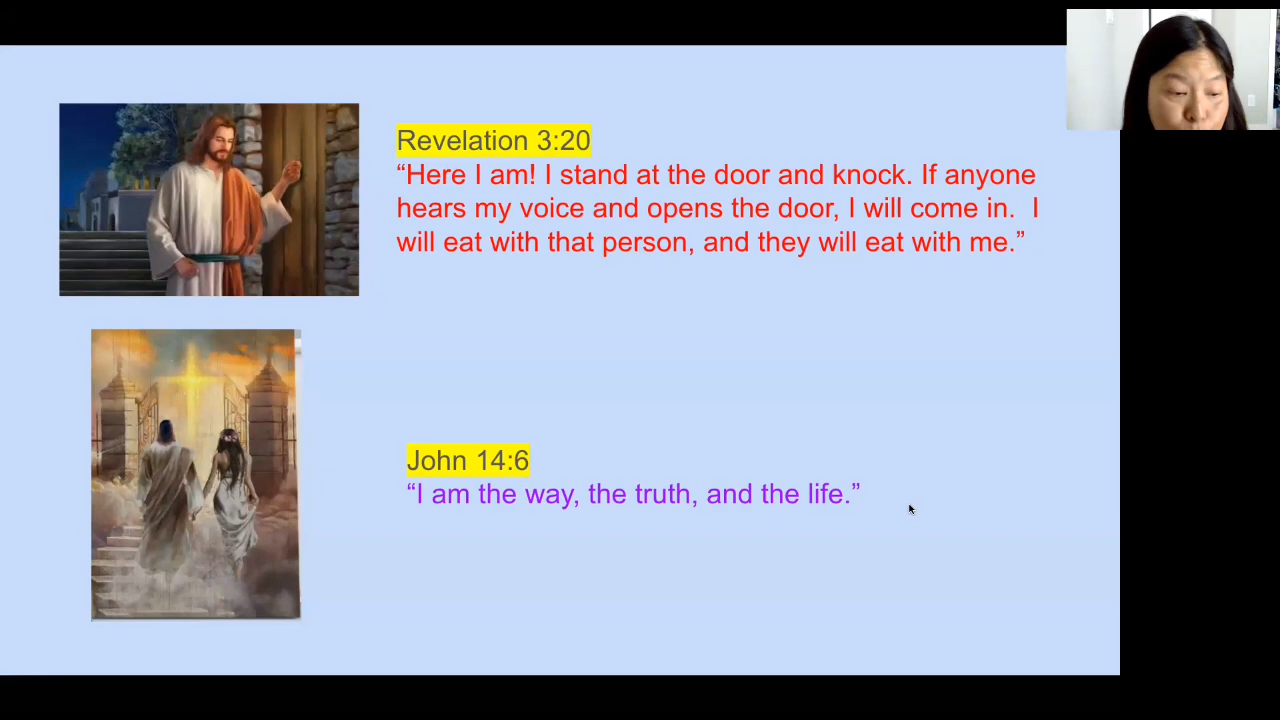 Revelation 3:20
“Here I am! I stand at the door and knock. If anyone
hears my voice and opens the door, I will come in.  I
will eat with that person, and they will eat with me.”
John 14:6
“I am the way, the truth, and the life.”